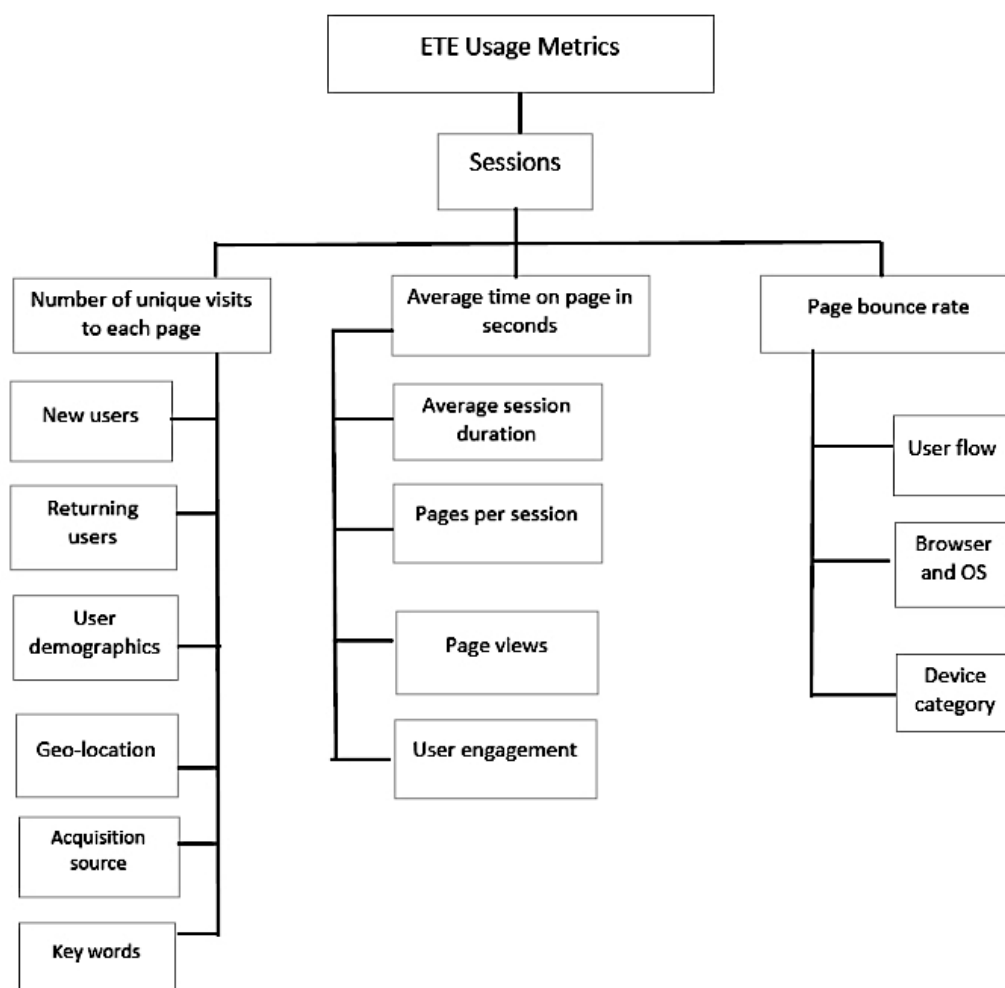 ETE Usage Metrics
Sessions
Number of unique visits
to each page
New users
Returning
users
User
demographics
Geo-location
Acquisition
source
Key words
Average time on page in
seconds
Average session
duration
Pages per session
Page views
User engagement
Page bounce rate
User flow
Browser
and OS
Device
category